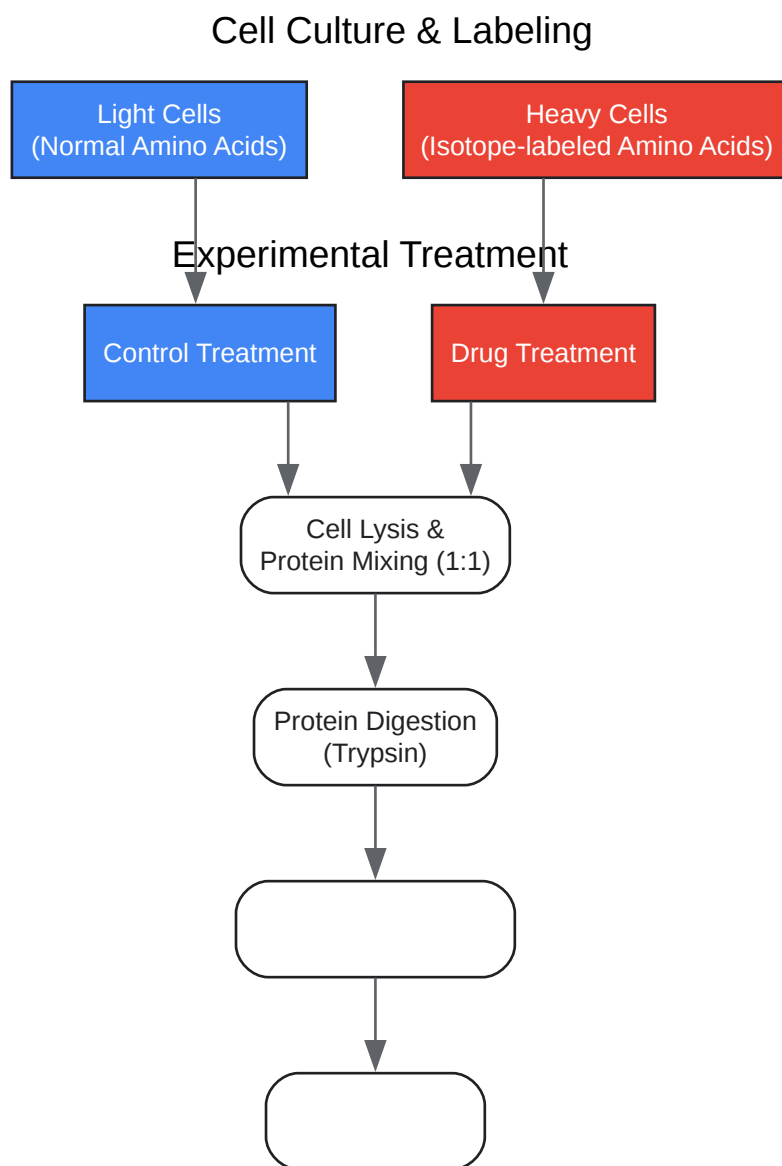 Cell Culture & Labeling
Light Cells
(Normal Amino Acids)
Heavy Cells
(Isotope-labeled Amino Acids)
Experimental Treatment
Control Treatment
Drug Treatment
Cell Lysis &
Protein Mixing (1:1)
Protein Digestion
(Trypsin)